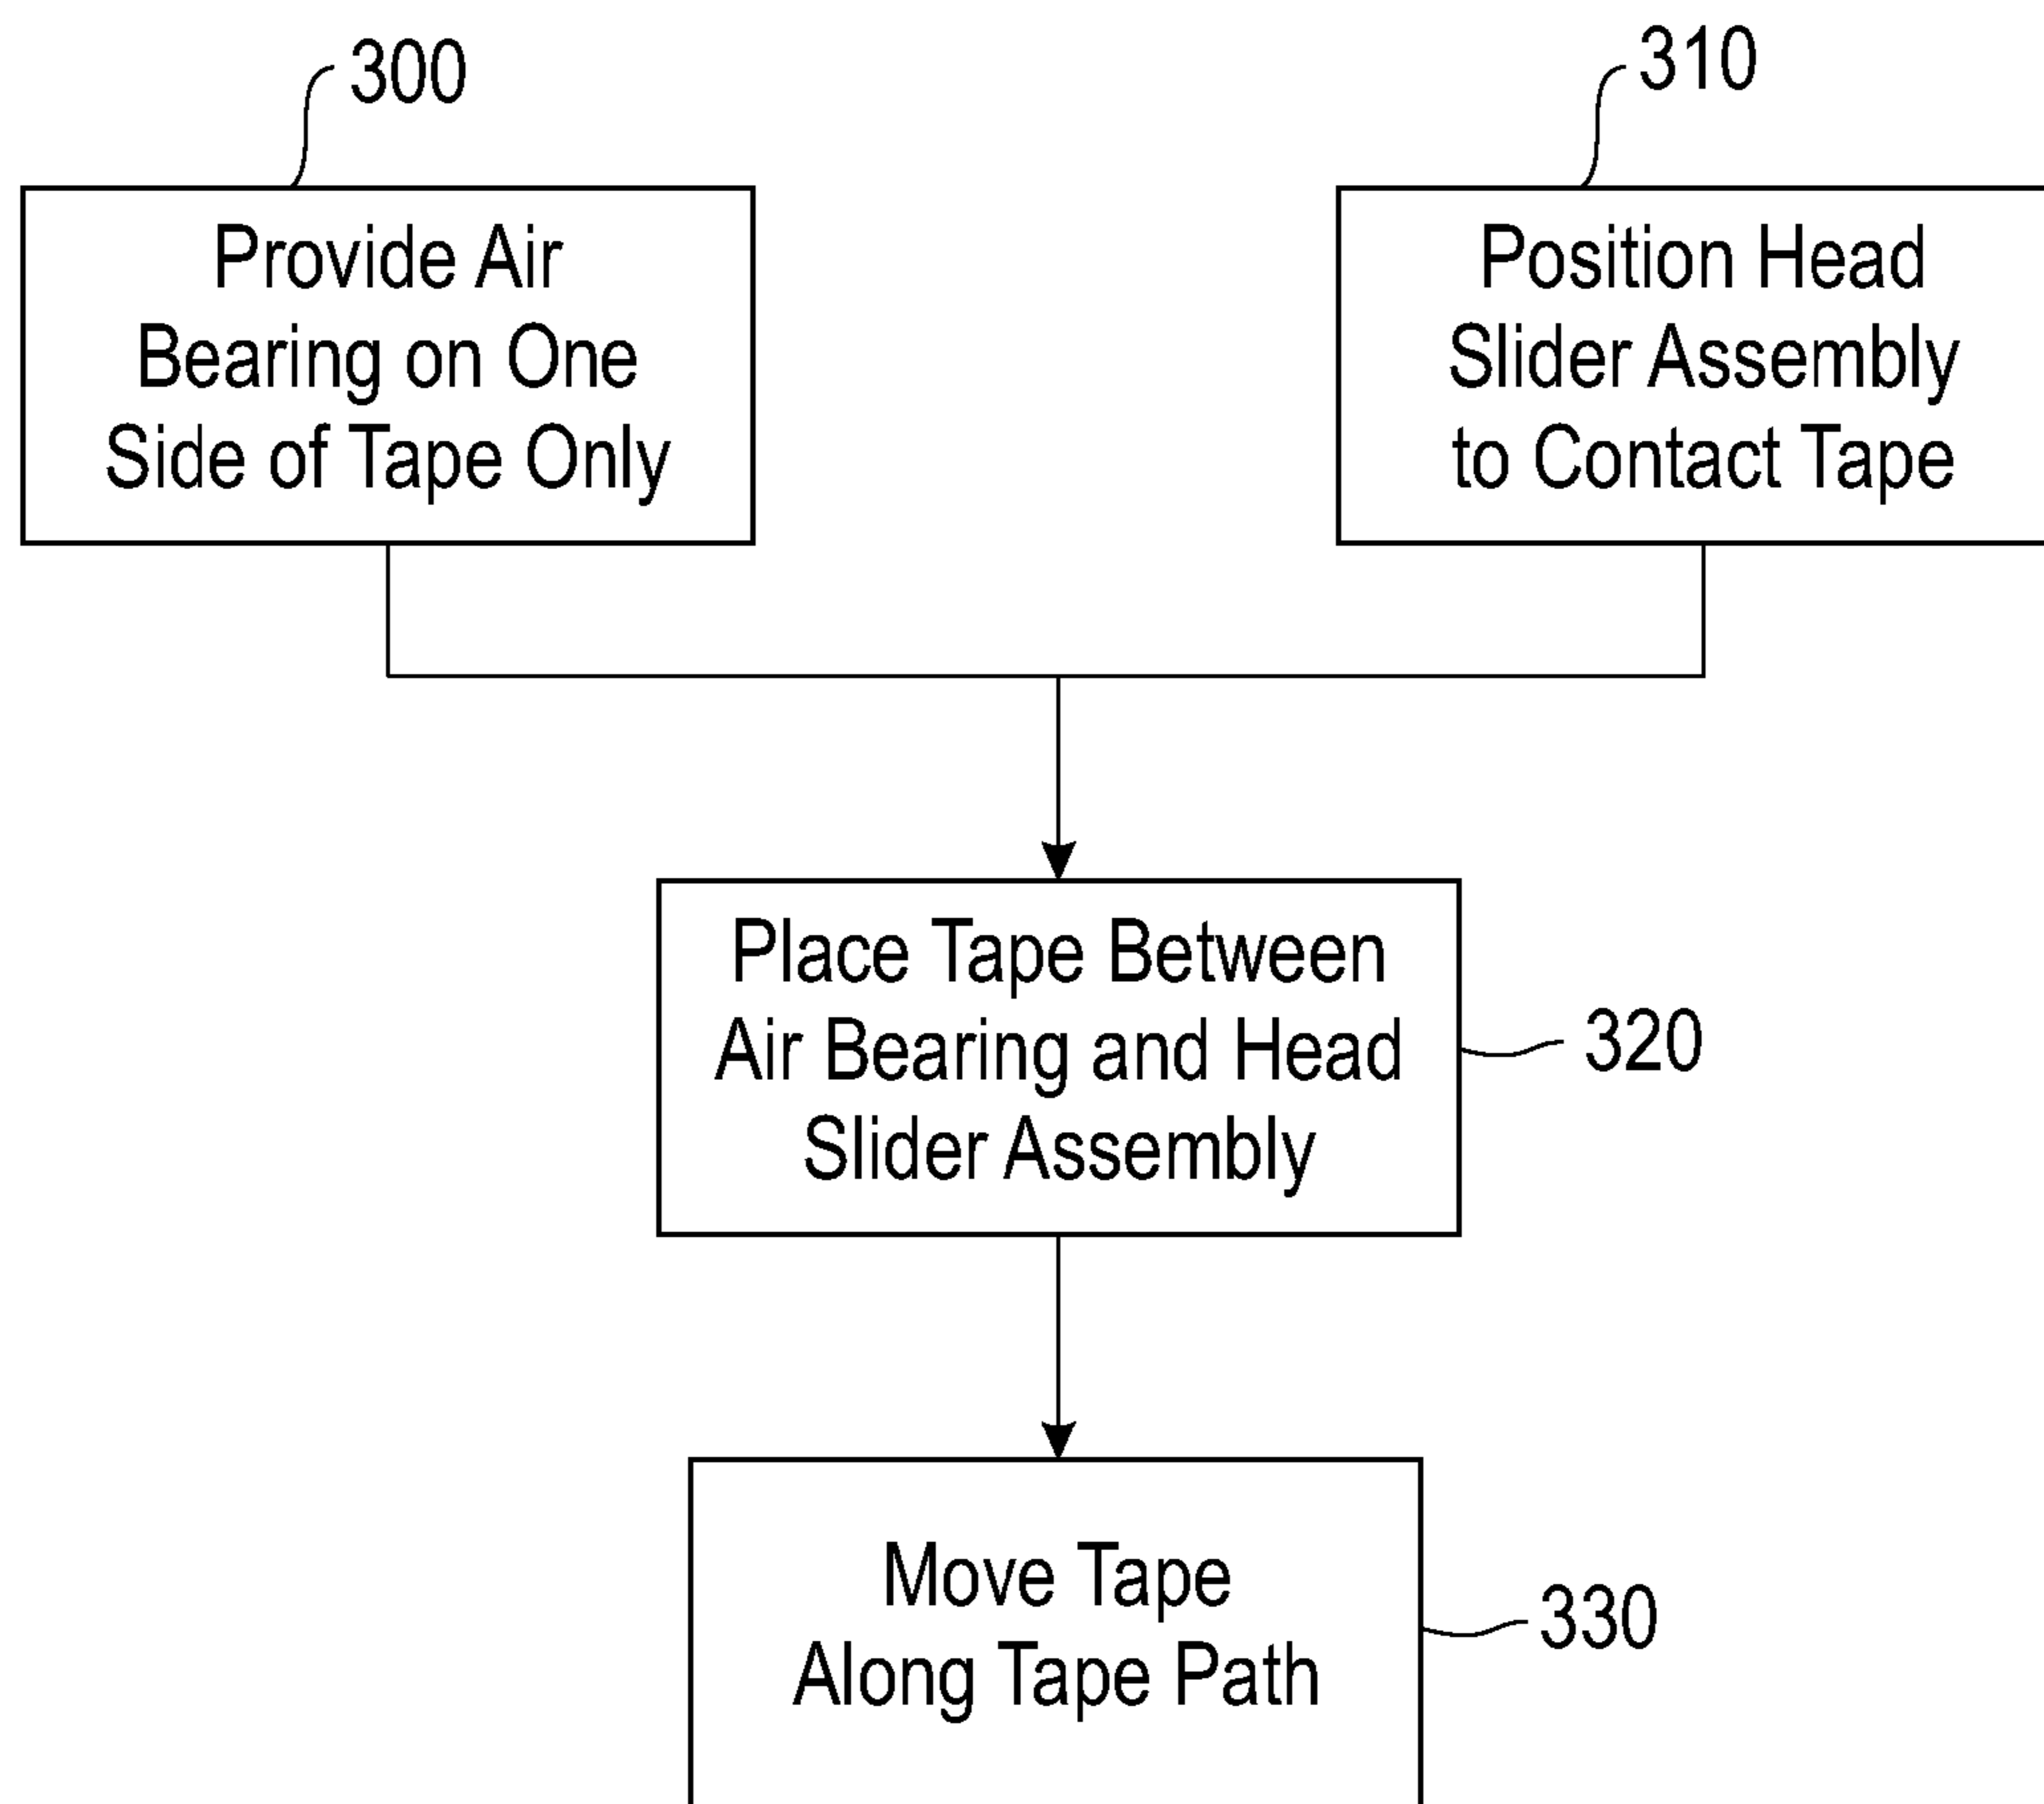 300
310
Provide Air
Bearing on One
Side of Tape Only
Position Head
Slider Assembly
to Contact Tape
Place Tape Between
Air Bearing and Head
Slider Assembly
320
Move Tape
Along Tape Path
330